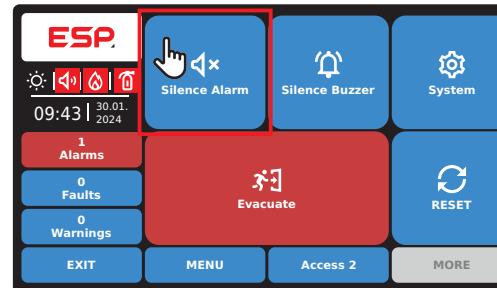 ESP
Silence Alarm
Silence Buzzer
System
09:43
30.01.
2024
1
Alarms
0
Faults
0
Warnings
Evacuate
RESET
EXIT
MENU
Access 2
MORE